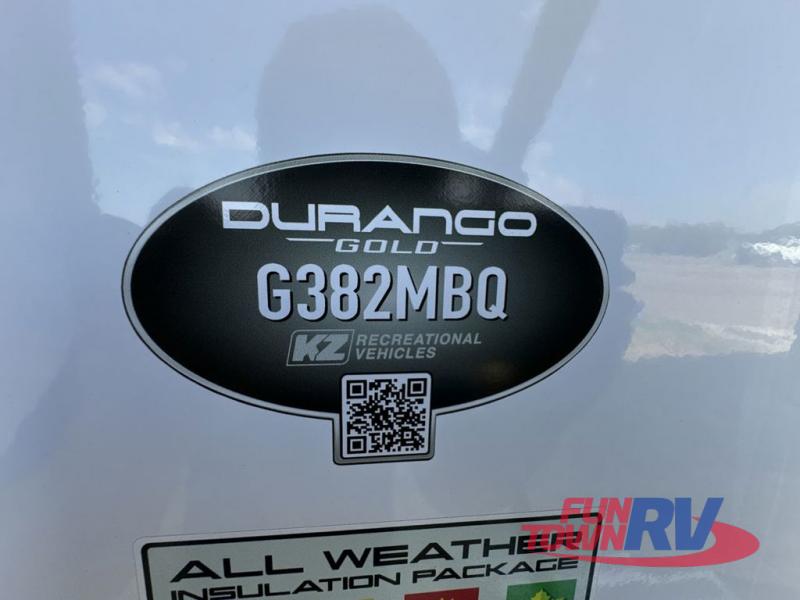 DURANGO
GOLD
G382MBQ
KZ RECREATIONAL
VEHICLES
FUN
TOWN RV
ALL WEATHER
INSULATION PACKAGE